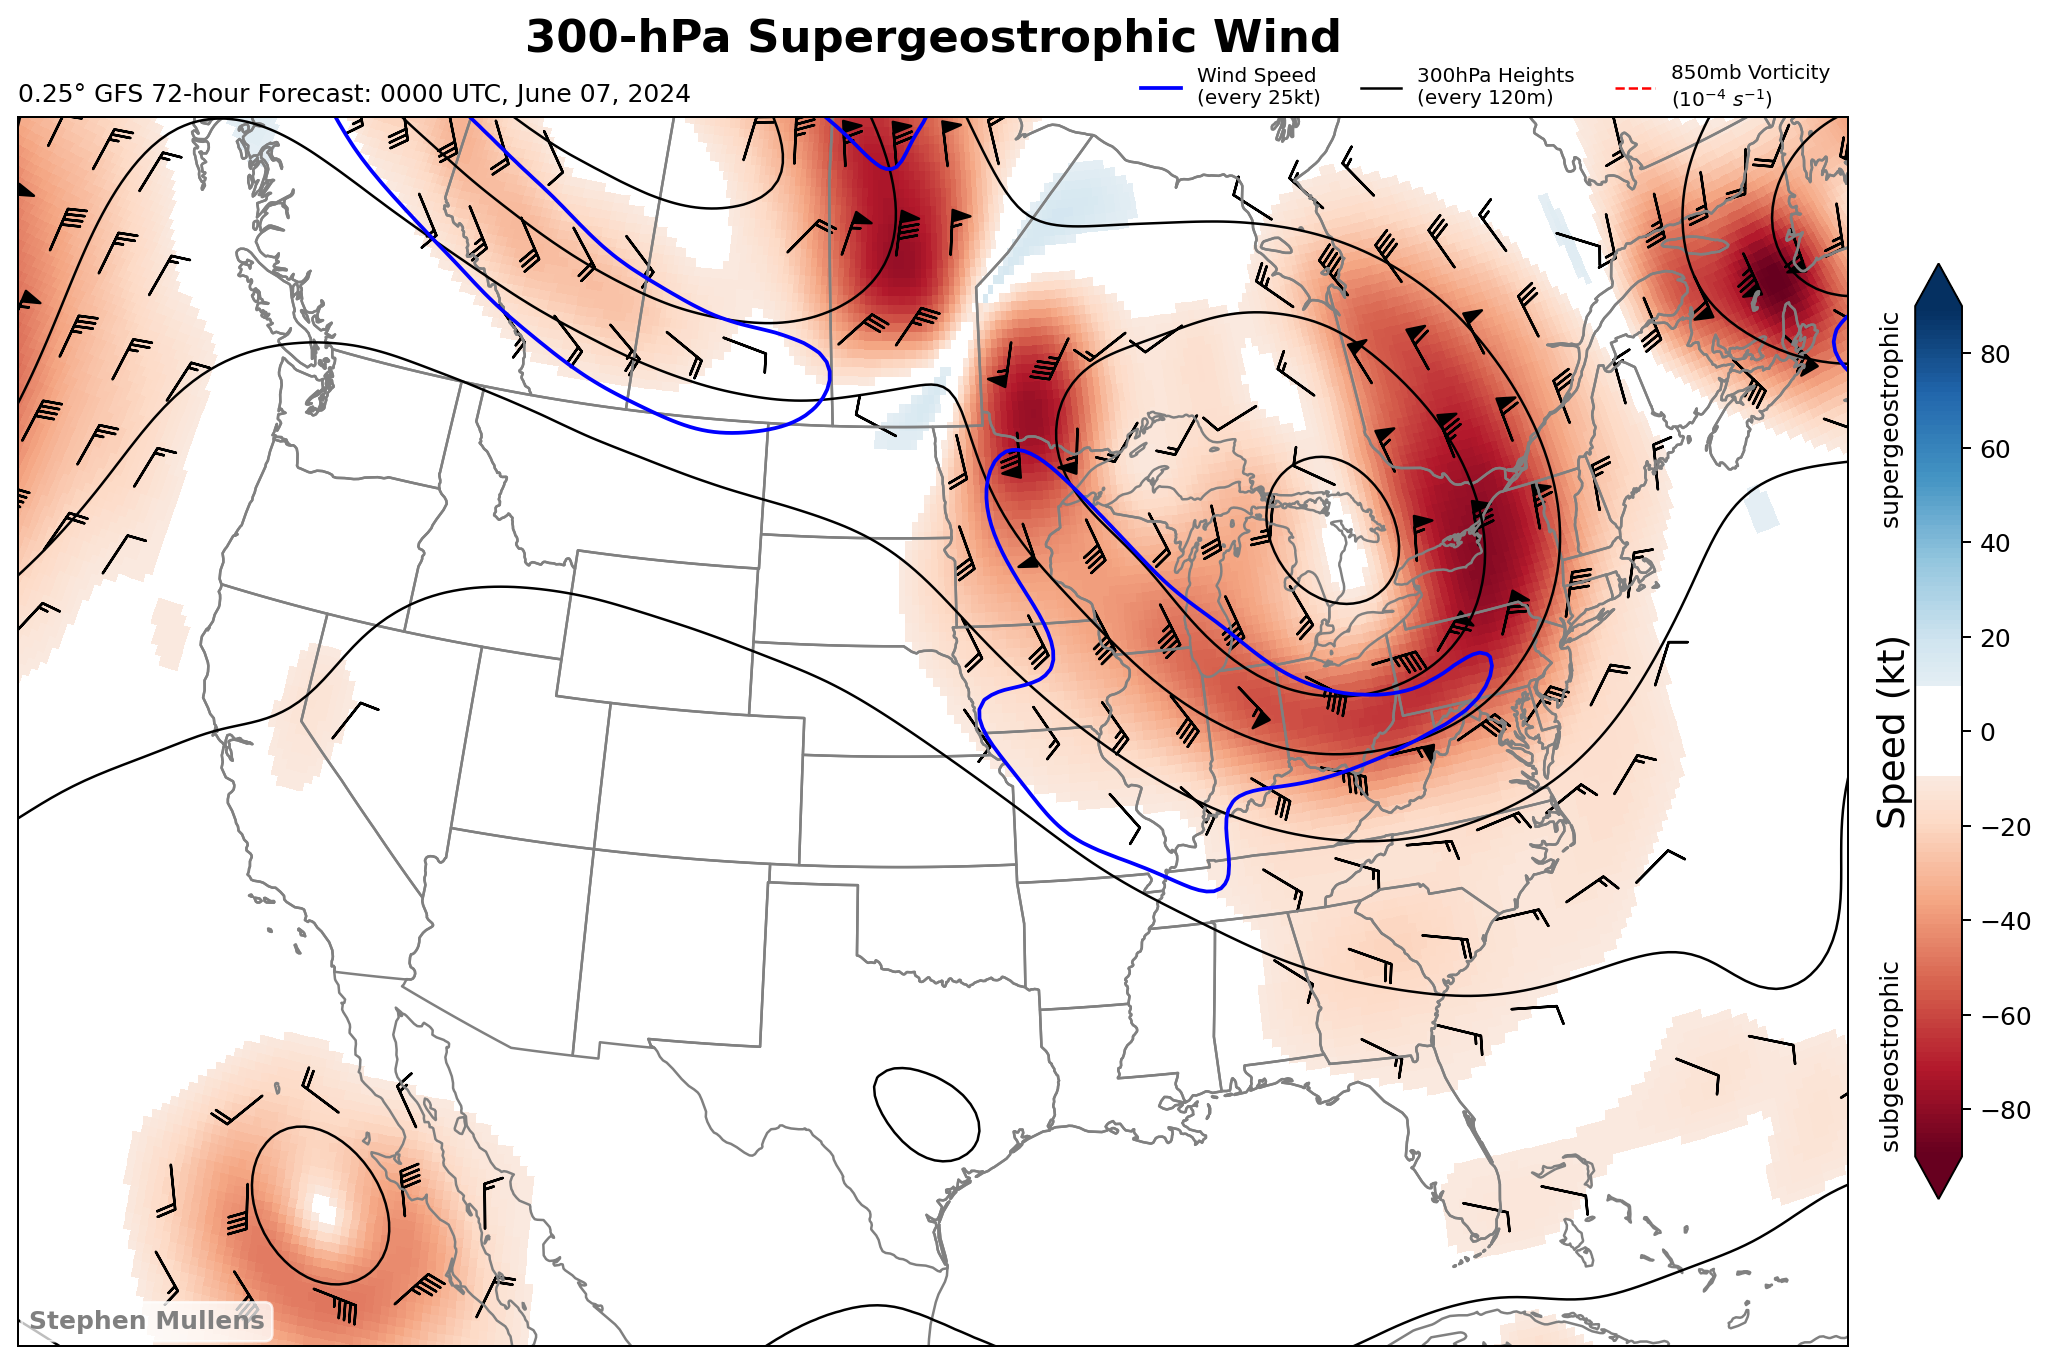 300-hPa Supergeostrophic Wind
0.25° GFS 72-hour Forecast: 0000 UTC, June 07, 2024
Wind Speed
(every 25kt)
300hPa Heights
(every 120m)
850mb Vorticity
(10⁻⁴ s⁻¹)
supergeostrophic
subgeostrophic
Speed (kt)
80
60
40
20
0
−20
−40
−60
−80
Stephen Mullens